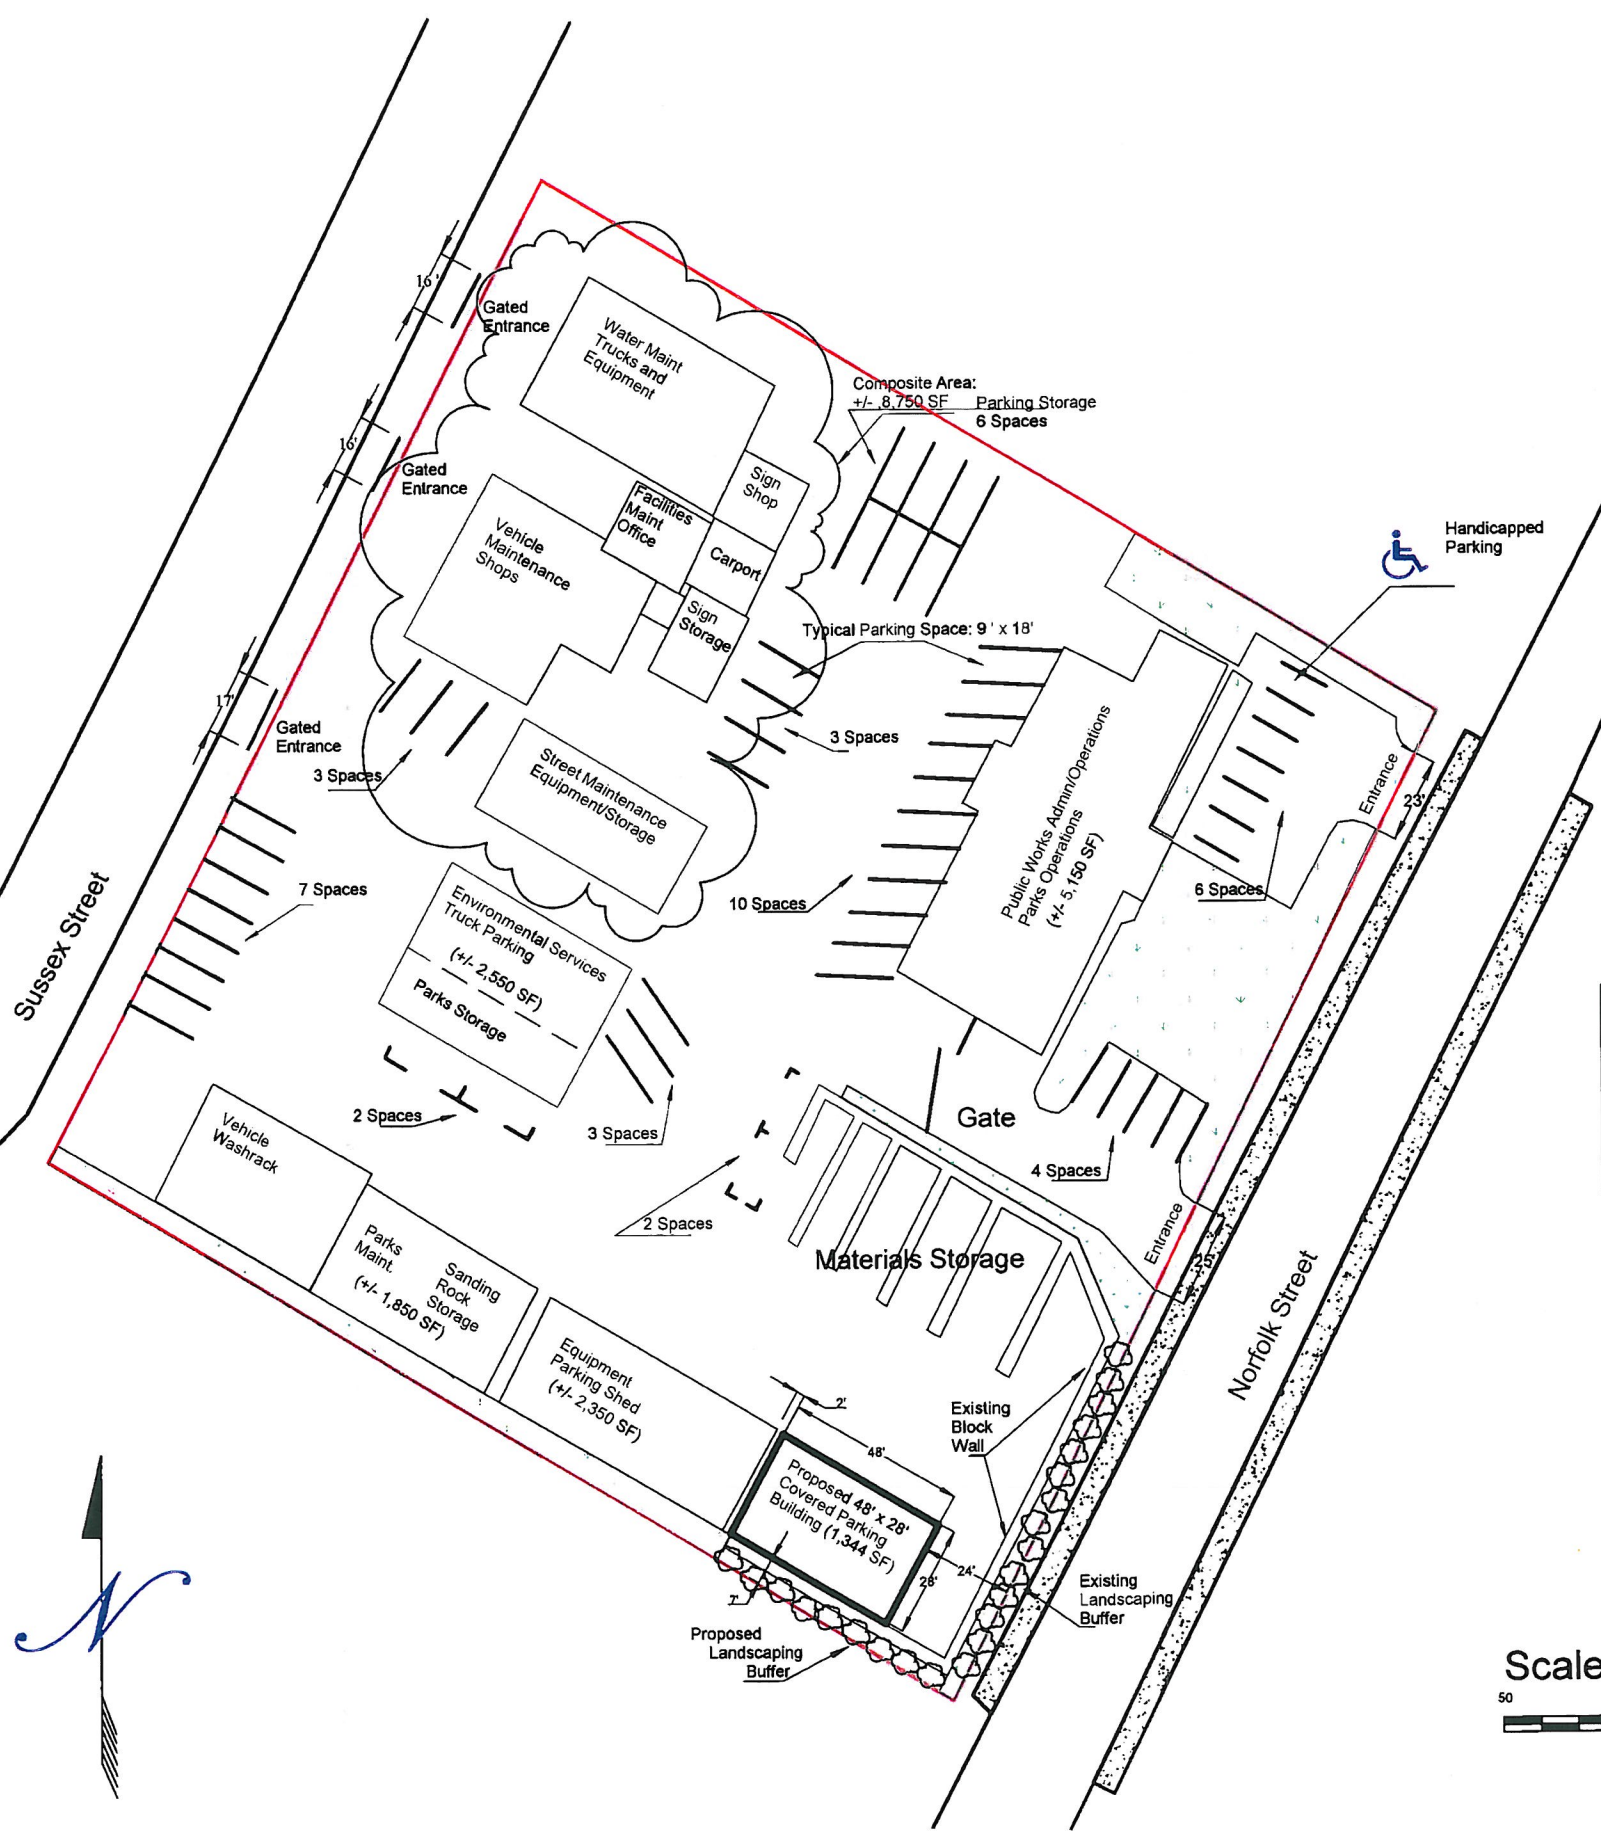 16'
Gated
Entrance
Water Maint
Trucks and
Equipment
Composite Area:
+/- 8,750 SF
Parking Storage
6 Spaces
16'
Gated
Entrance
Sign
Shop
Facilities
Maint
Office
Vehicle
Maintenance
Shops
Carport
Handicapped
Parking
Sign
Storage
Typical Parking Space: 9' x 18'
17'
Gated
Entrance
3 Spaces
3 Spaces
Street Maintenance
Equipment/Storage
Public Works Admin/Operations
Parks Operations
(+/- 5,150 SF)
Entrance
23'
Sussex Street
7 Spaces
10 Spaces
6 Spaces
Environmental Services
Truck Parking
(+/- 2,550 SF)
Parks Storage
2 Spaces
3 Spaces
Gate
4 Spaces
Vehicle
Washrack
2 Spaces
Materials Storage
Entrance
25'
Parks
Maint.
(+/- 1,850 SF)
Sanding
Rock
Storage
Norfolk Street
Equipment
Parking Shed
(+/- 2,350 SF)
2'
48'
Existing
Block
Wall
Proposed 48' x 28'
Covered Parking
Building (1,344 SF)
24'
28'
7'
Existing
Landscaping
Buffer
Proposed
Landscaping
Buffer
N
Scale
50